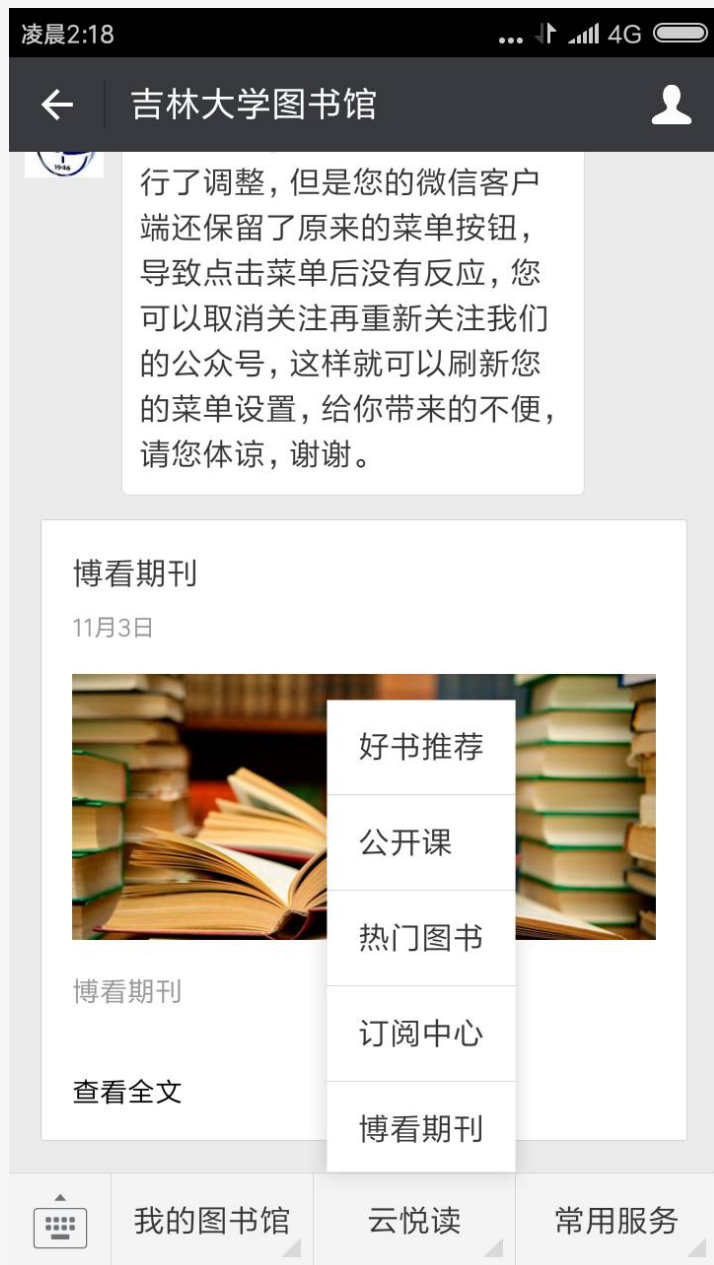 凌晨2:18
... 4G
吉林大学图书馆
1946
行了调整，但是您的微信客户
端还保留了原来的菜单按钮，
导致点击菜单后没有反应，您
可以取消关注再重新关注我们
的公众号，这样就可以刷新您
的菜单设置，给你带来的不便，
请您体谅，谢谢。
博看期刊
11月3日
好书推荐
公开课
热门图书
订阅中心
博看期刊
博看期刊
查看全文
我的图书馆
云悦读
常用服务